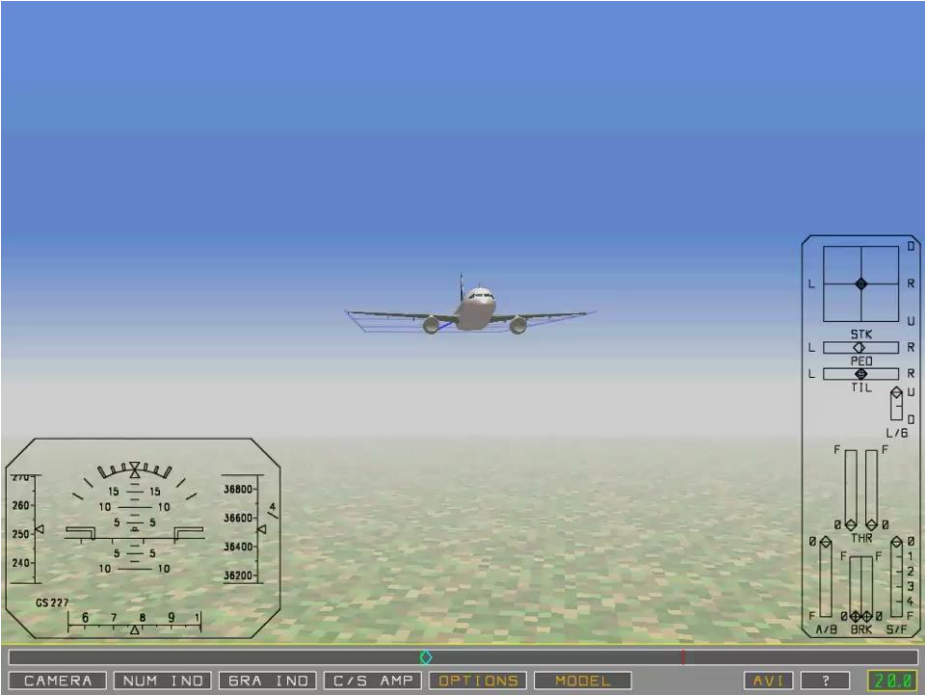 D
L R
U
STK
L R
PED
L R
TIL
U
D
L/G
F F
0 0
THR
0 0
F F 1
2
3
4
F 0 0 F
A/B BRK S/F
270
260
250
240
15 15
10 10
5 5
5 5
10 10
36800
36600
36400
36200
4
GS 227
6 7 8 9 1
CAMERA NUM IND GRA IND C/S AMP OPTIONS MODEL AVI ? 20.0